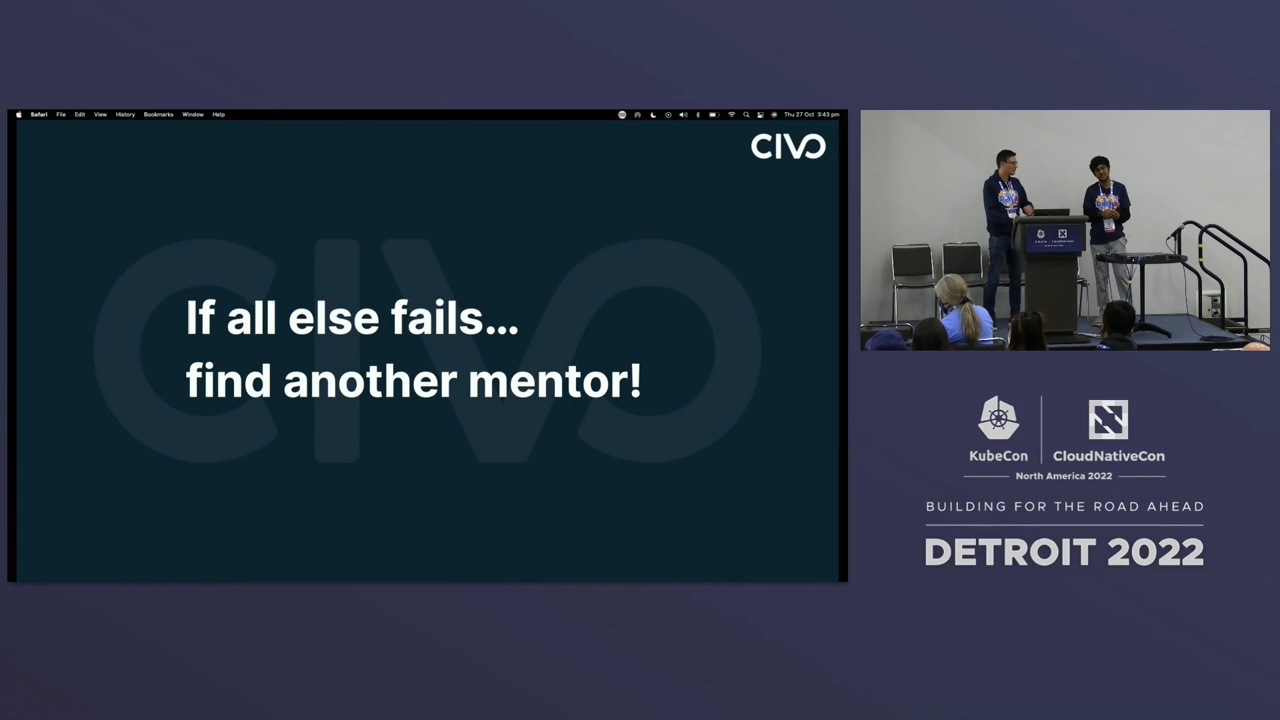 Safari File Edit View History Bookmarks Window Help
Thu 27 Oct 3:43 pm
CIVO
CIVO
If all else fails...
find another mentor!
KubeCon
CloudNativeCon
North America 2022
BUILDING FOR THE ROAD AHEAD
DETROIT 2022